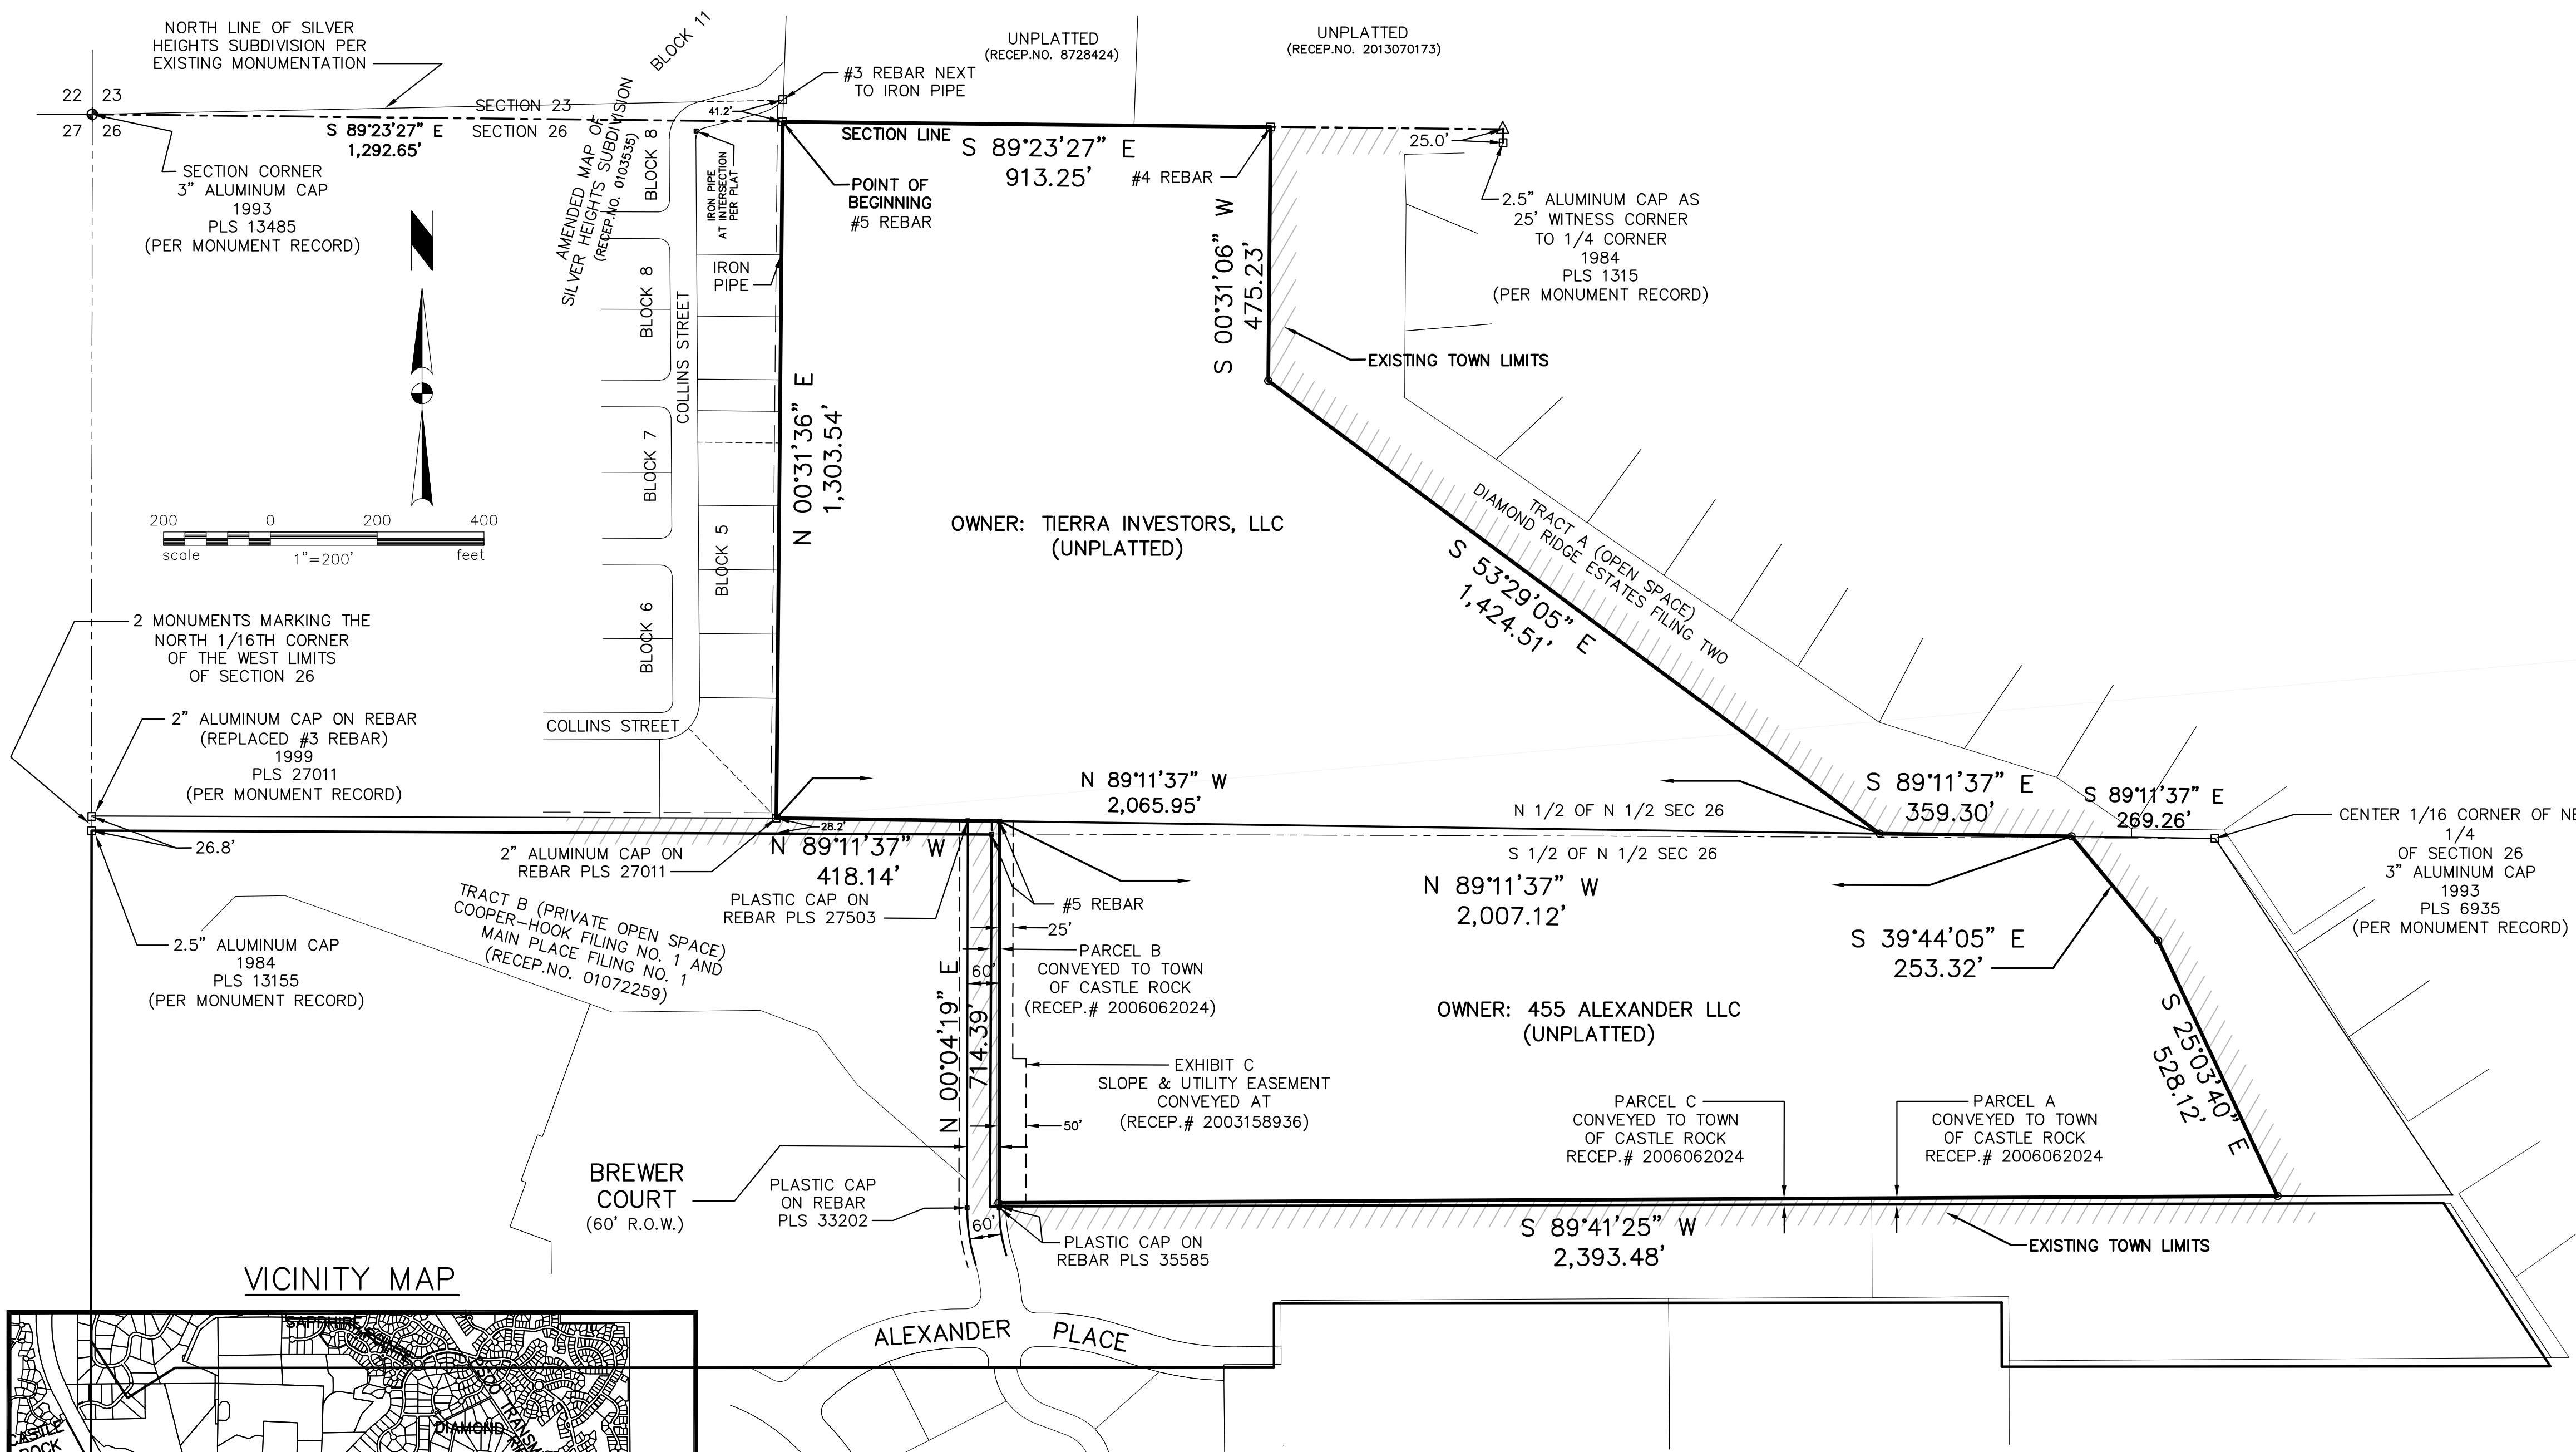 NORTH LINE OF SILVER
HEIGHTS SUBDIVISION PER
EXISTING MONUMENTATION
BLOCK 11
UNPLATTED
(RECEP.NO. 8728424)
UNPLATTED
(RECEP.NO. 2013070173)
#3 REBAR NEXT
TO IRON PIPE
22 23
27 26
SECTION 23
SECTION 26
S 89°23'27" E
1,292.65'
41.2'
SECTION LINE
S 89°23'27" E
913.25'
#4 REBAR
25.0'
SECTION CORNER
3" ALUMINUM CAP
1993
PLS 13485
(PER MONUMENT RECORD)
AMENDED MAP OF
SILVER HEIGHTS SUBDIVISION
(RECEP.NO. 0103535)
BLOCK 8
IRON PIPE
AT INTERSECTION
PER PLAT
POINT OF
BEGINNING
#5 REBAR
2.5" ALUMINUM CAP AS
25' WITNESS CORNER
TO 1/4 CORNER
1984
PLS 1315
(PER MONUMENT RECORD)
N
S 00°31'06" W
475.23'
IRON
PIPE
BLOCK 8
COLLINS STREET
EXISTING TOWN LIMITS
N 00°31'36" E
1,303.54'
BLOCK 7
BLOCK 5
BLOCK 6
200 0 200 400
scale 1"=200' feet
OWNER: TIERRA INVESTORS, LLC
(UNPLATTED)
TRACT A (OPEN SPACE)
DIAMOND RIDGE ESTATES FILING TWO
S 53°29'05" E
1,424.51'
2 MONUMENTS MARKING THE
NORTH 1/16TH CORNER
OF THE WEST LIMITS
OF SECTION 26
2" ALUMINUM CAP ON REBAR
(REPLACED #3 REBAR)
1999
PLS 27011
(PER MONUMENT RECORD)
COLLINS STREET
N 89°11'37" W
2,065.95'
N 1/2 OF N 1/2 SEC 26
S 1/2 OF N 1/2 SEC 26
S 89°11'37" E
359.30'
S 89°11'37" E
269.26'
CENTER 1/16 CORNER OF NE
1/4
OF SECTION 26
3" ALUMINUM CAP
1993
PLS 6935
(PER MONUMENT RECORD)
26.8'
28.2'
2" ALUMINUM CAP ON
REBAR PLS 27011
N 89°11'37" W
418.14'
PLASTIC CAP ON
REBAR PLS 27503
#5 REBAR
N 89°11'37" W
2,007.12'
2.5" ALUMINUM CAP
1984
PLS 13155
(PER MONUMENT RECORD)
TRACT B (PRIVATE OPEN SPACE)
COOPER-HOOK FILING NO. 1 AND
MAIN PLACE FILING NO. 1
(RECEP.NO. 01072259)
25'
PARCEL B
CONVEYED TO TOWN
OF CASTLE ROCK
(RECEP.# 2006062024)
60'
N 00°04'19" E
714.39'
S 39°44'05" E
253.32'
OWNER: 455 ALEXANDER LLC
(UNPLATTED)
S 25°03'40" E
528.12'
EXHIBIT C
SLOPE & UTILITY EASEMENT
CONVEYED AT
(RECEP.# 2003158936)
50'
PARCEL C
CONVEYED TO TOWN
OF CASTLE ROCK
RECEP.# 2006062024
PARCEL A
CONVEYED TO TOWN
OF CASTLE ROCK
RECEP.# 2006062024
BREWER
COURT
(60' R.O.W.)
PLASTIC CAP
ON REBAR
PLS 33202
60'
PLASTIC CAP ON
REBAR PLS 35585
S 89°41'25" W
2,393.48'
EXISTING TOWN LIMITS
ALEXANDER PLACE
VICINITY MAP
SAPPHIRE POINTE
PSCO TRANSM
DIAMOND RI
CASTLE
ROCK